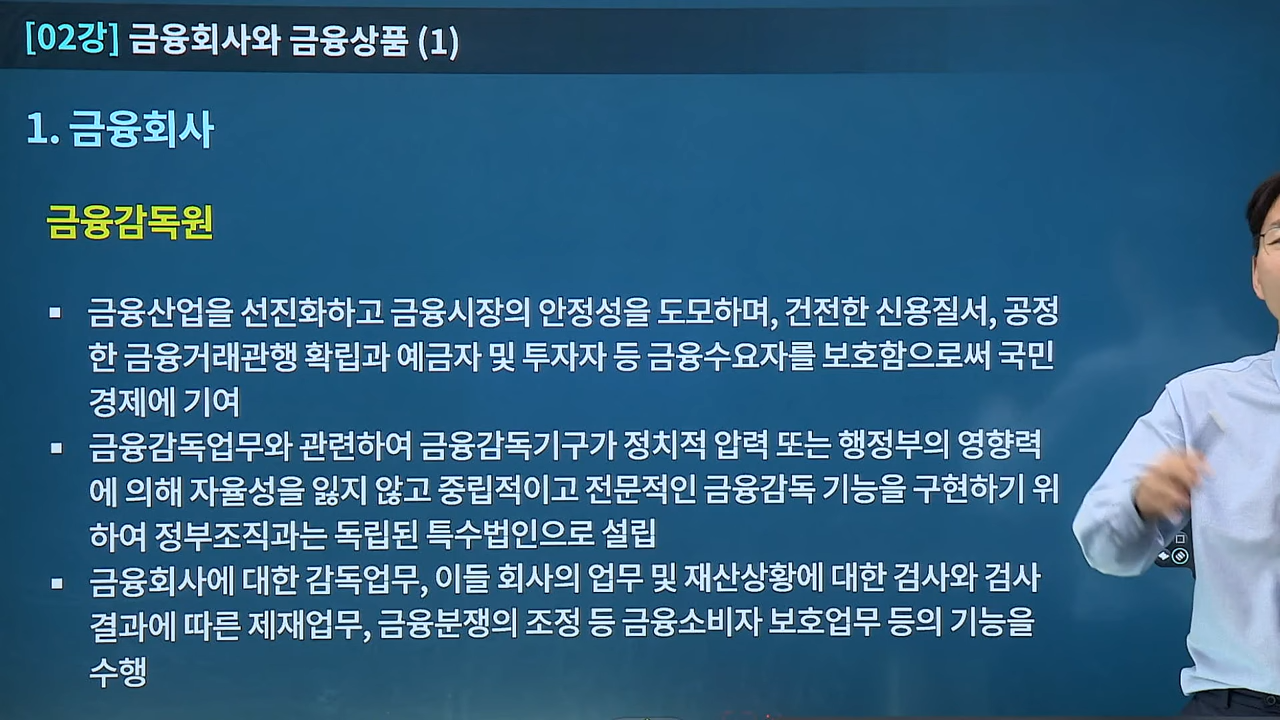 [02강] 금융회사와 금융상품 (1)
1. 금융회사
금융감독원
▪ 금융산업을 선진화하고 금융시장의 안정성을 도모하며, 건전한 신용질서, 공정
한 금융거래관행 확립과 예금자 및 투자자 등 금융수요자를 보호함으로써 국민
경제에 기여
▪ 금융감독업무와 관련하여 금융감독기구가 정치적 압력 또는 행정부의 영향력
에 의해 자율성을 잃지 않고 중립적이고 전문적인 금융감독 기능을 구현하기 위
하여 정부조직과는 독립된 특수법인으로 설립
▪ 금융회사에 대한 감독업무, 이들 회사의 업무 및 재산상황에 대한 검사와 검사
결과에 따른 제재업무, 금융분쟁의 조정 등 금융소비자 보호업무 등의 기능을
수행